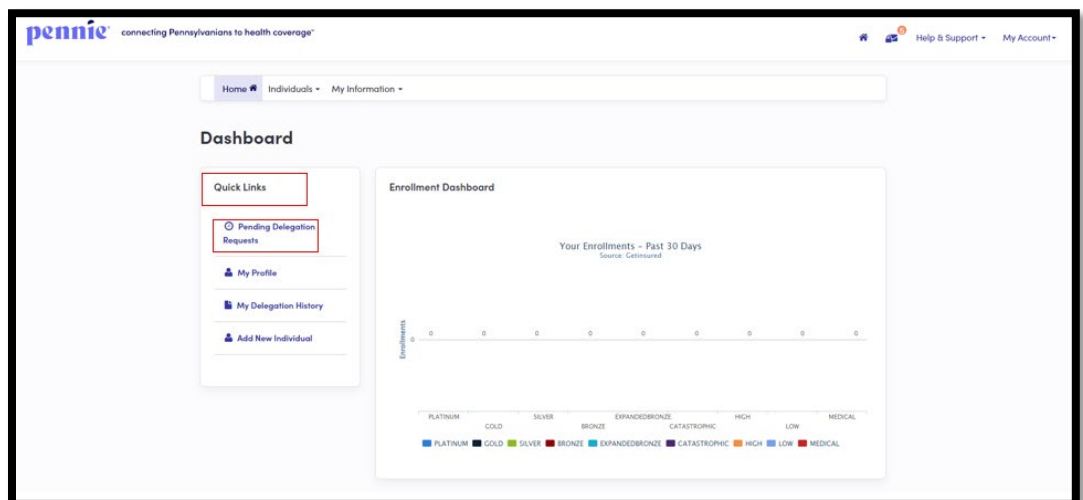 pennie
connecting Pennsylvanians to health coverage
Help & Support
My Account
Home
Individuals
My Information
Dashboard
Quick Links
Pending Delegation
Requests
My Profile
My Delegation History
Add New Individual
Enrollment Dashboard
Your Enrollments - Past 30 Days
Source: Getinsured
Enrollments
0
0 0 0 0 0 0 0 0 0
PLATINUM SILVER EXPANDEDBRONZE HIGH MEDICAL
GOLD BRONZE CATASTROPHIC LOW
PLATINUM GOLD SILVER BRONZE EXPANDEDBRONZE CATASTROPHIC HIGH LOW MEDICAL